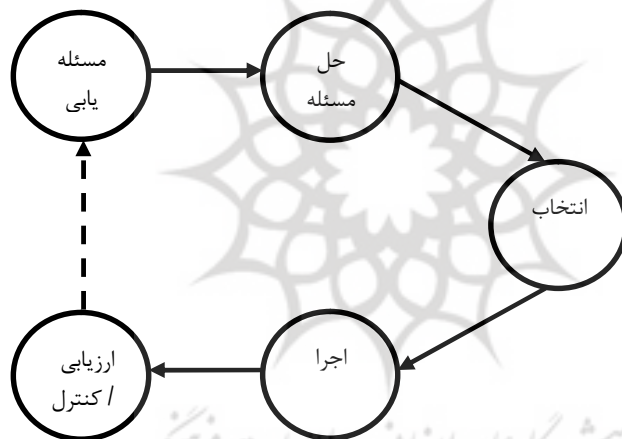 مسئله
یابی
حل
مسئله
انتخاب
اجرا
ارزیابی
/ کنترل